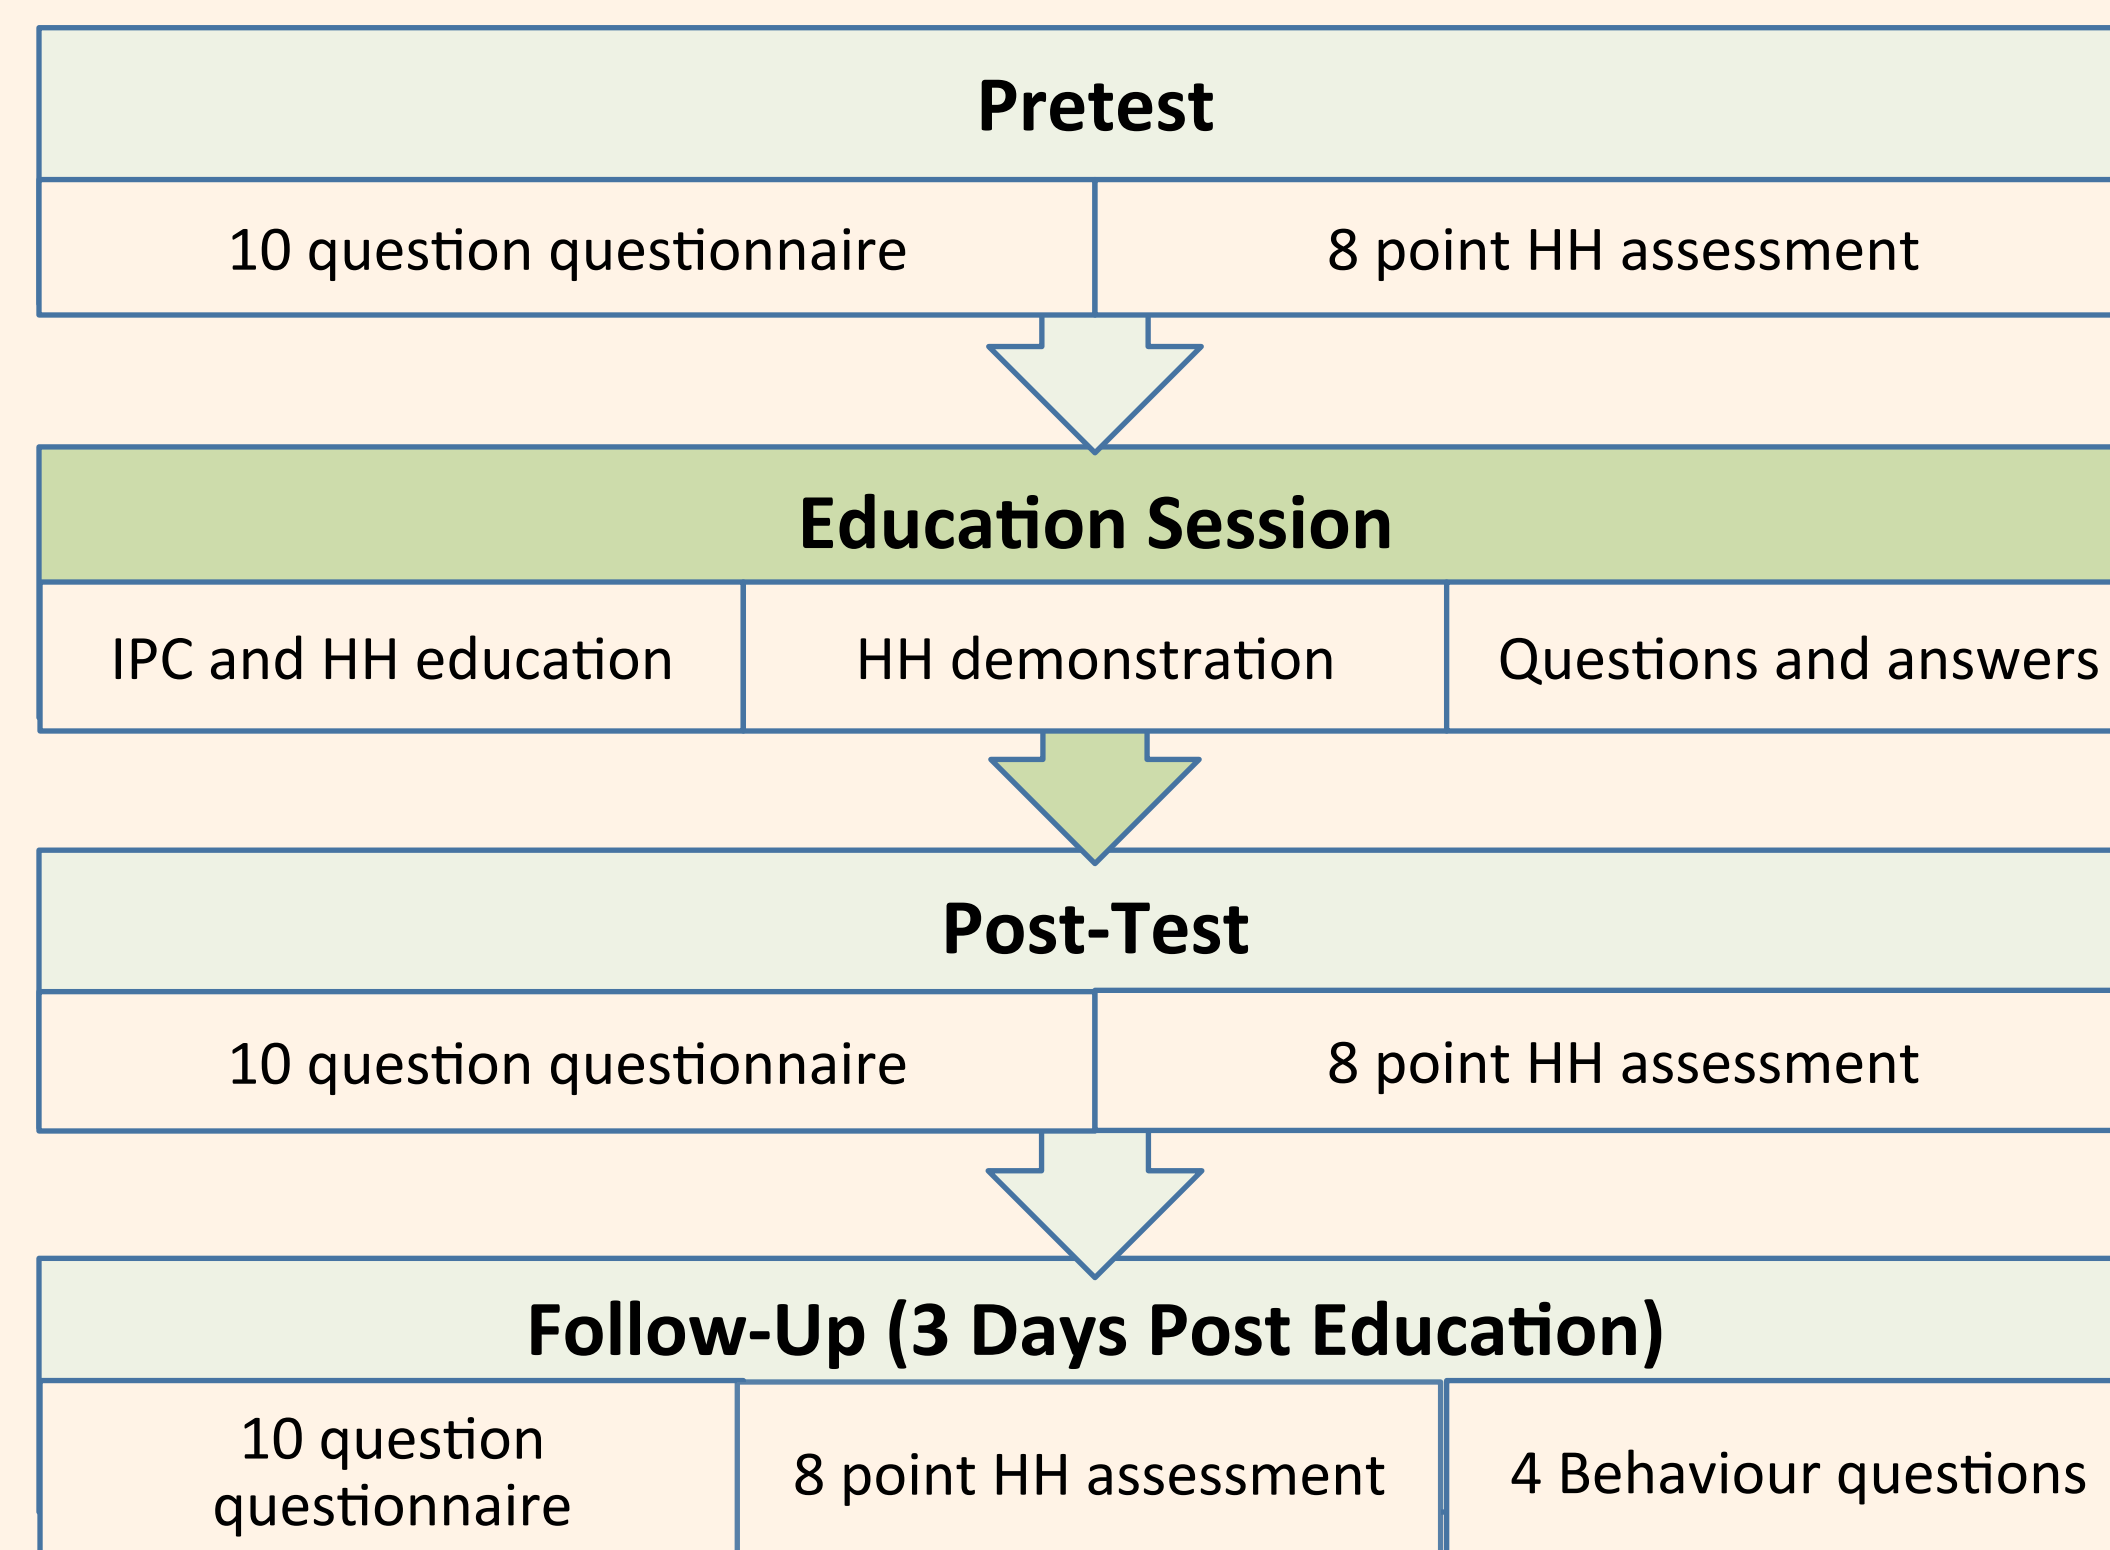 Pretest
10 question questionnaire
8 point HH assessment
Education Session
IPC and HH education
HH demonstration
Questions and answers
Post-Test
10 question questionnaire
8 point HH assessment
Follow-Up (3 Days Post Education)
10 question
questionnaire
8 point HH assessment
4 Behaviour questions